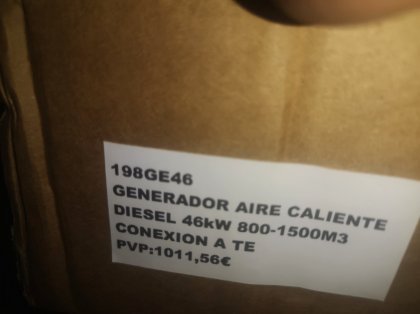 198GE46
GENERADOR AIRE CALIENTE
DIESEL 46kW 800-1500M3
CONEXION A TE
PVP:1011,56€